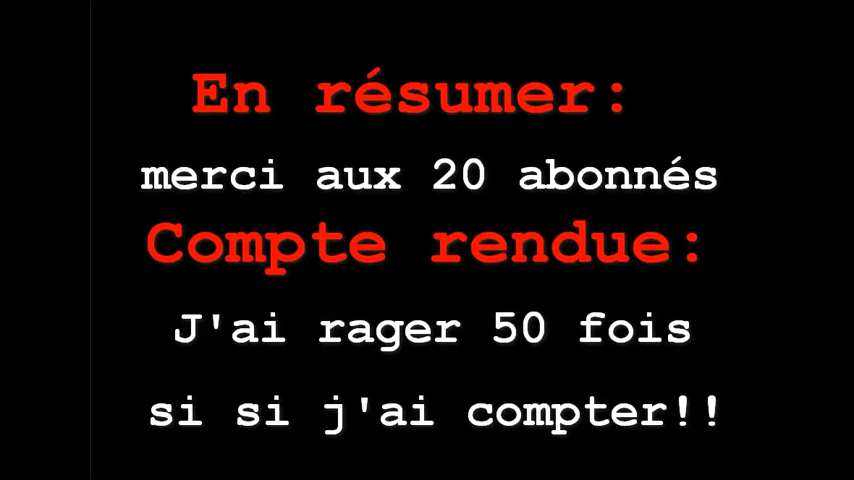 En résumer:
merci aux 20 abonnés
Compte rendue:
J'ai rager 50 fois
si si j'ai compter!!